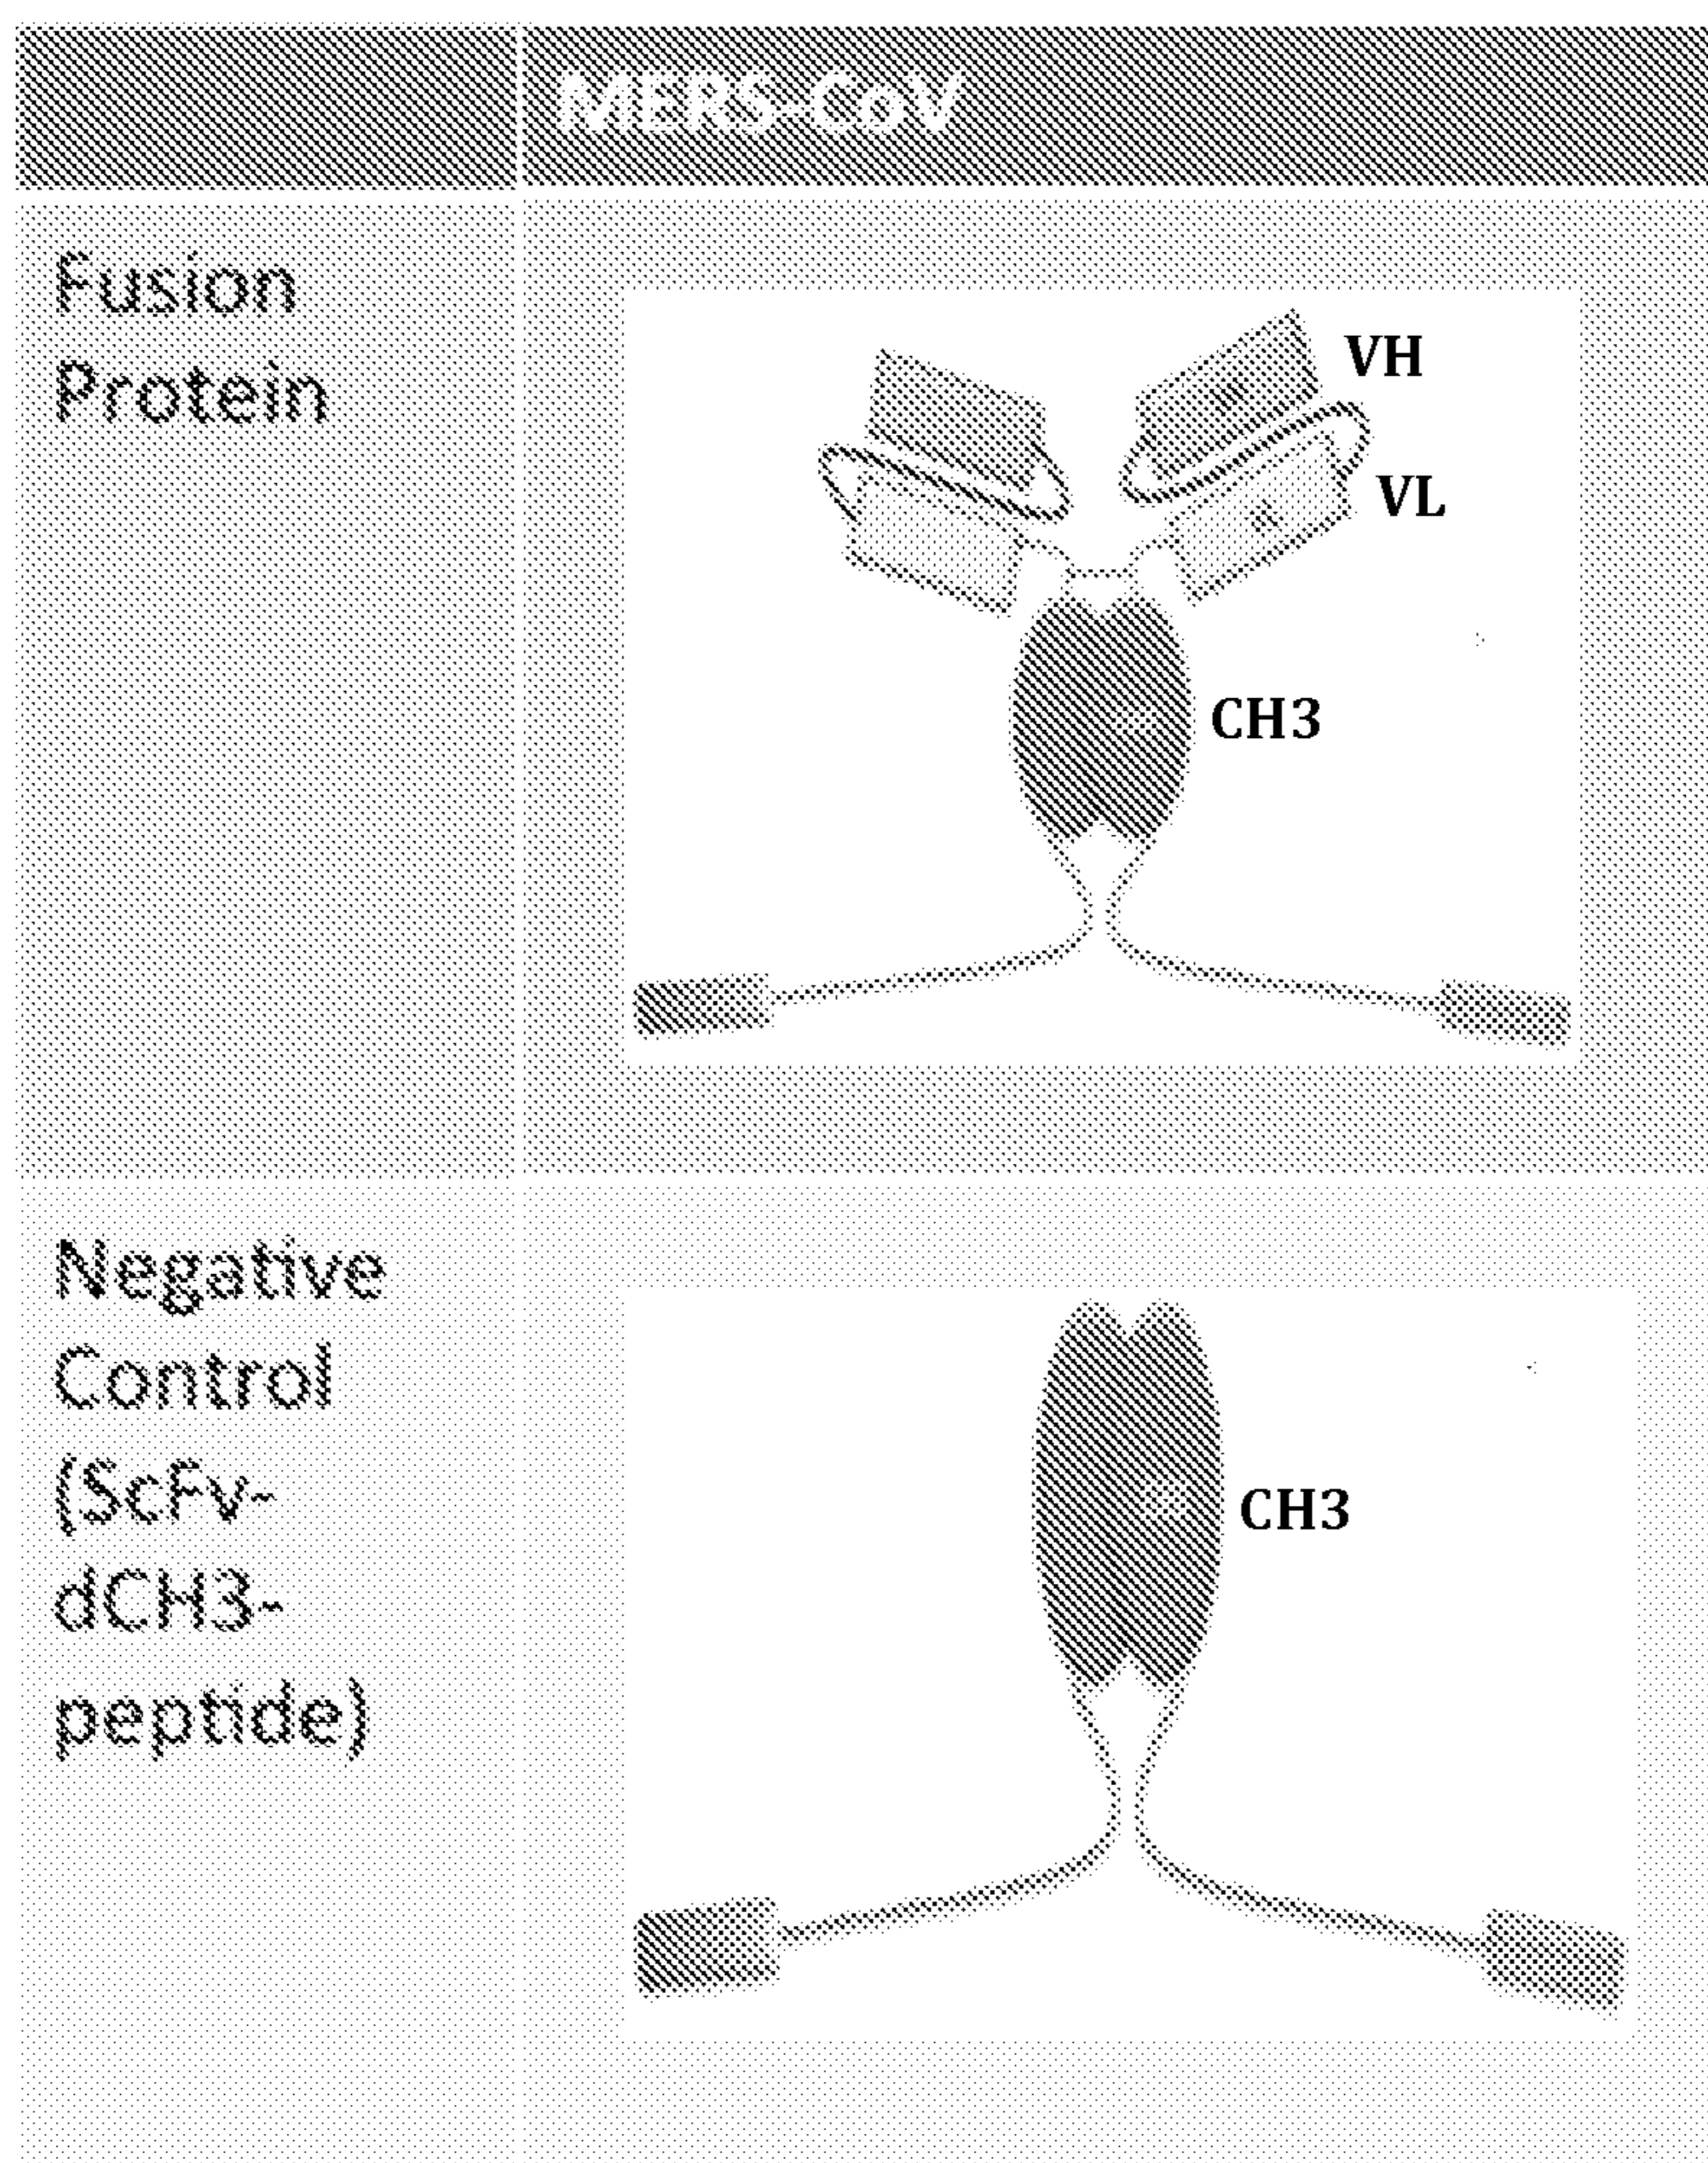 MERS-CoV
Fusion
Protein
VH
VL
CH3
Negative
Control
(ScFv-
dCH3-
peptide)
CH3